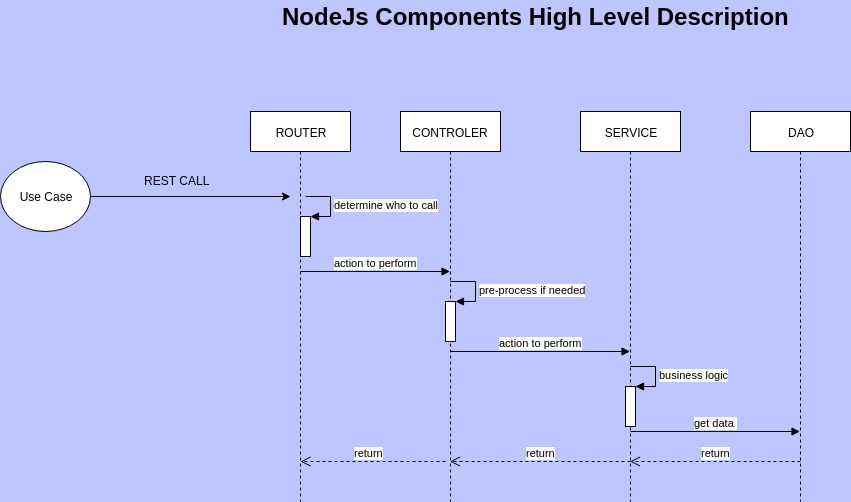 NodeJs Components High Level Description
ROUTER
CONTROLER
SERVICE
DAO
Use Case
REST CALL
determine who to call
action to perform
pre-process if needed
action to perform
business logic
get data
return
return
return